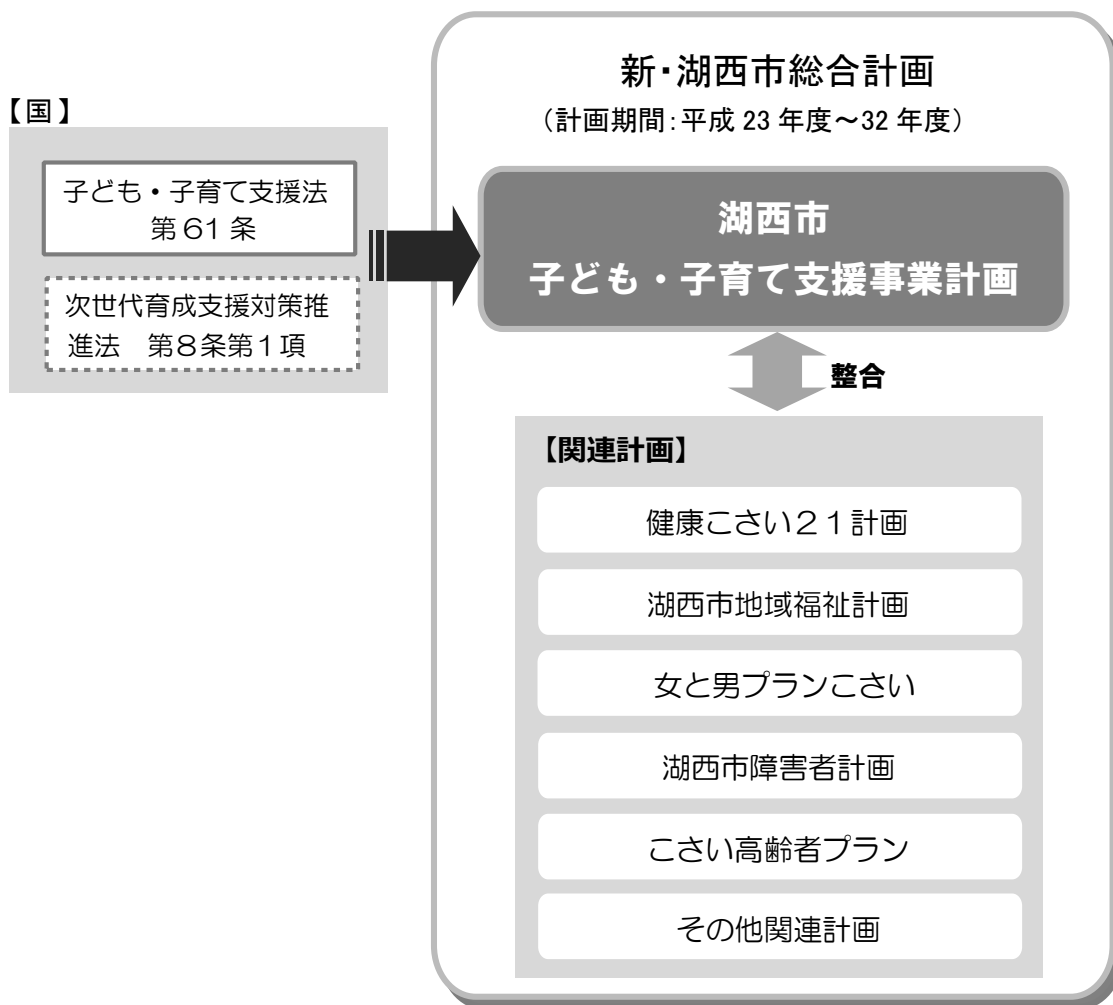 新・湖西市総合計画
（計画期間：平成 23 年度～32 年度）
【国】
子ども・子育て支援法
第 61 条
次世代育成支援対策推
進法　第８条第１項
湖西市
子ども・子育て支援事業計画
整合
【関連計画】
健康こさい２１計画
湖西市地域福祉計画
女と男プランこさい
湖西市障害者計画
こさい高齢者プラン
その他関連計画